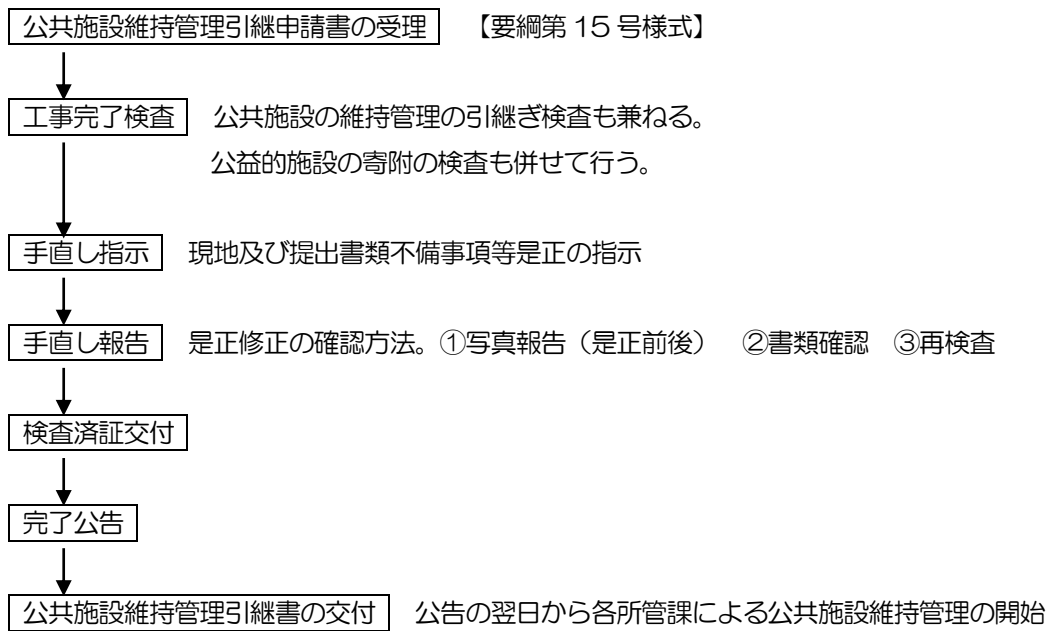 公共施設維持管理引継申請書の受理 【要綱第 15 号様式】
工事完了検査 公共施設の維持管理の引継ぎ検査も兼ねる。
公益的施設の寄附の検査も併せて行う。
手直し指示 現地及び提出書類不備事項等是正の指示
手直し報告 是正修正の確認方法。①写真報告（是正前後） ②書類確認 ③再検査
検査済証交付
完了公告
公共施設維持管理引継書の交付 公告の翌日から各所管課による公共施設維持管理の開始